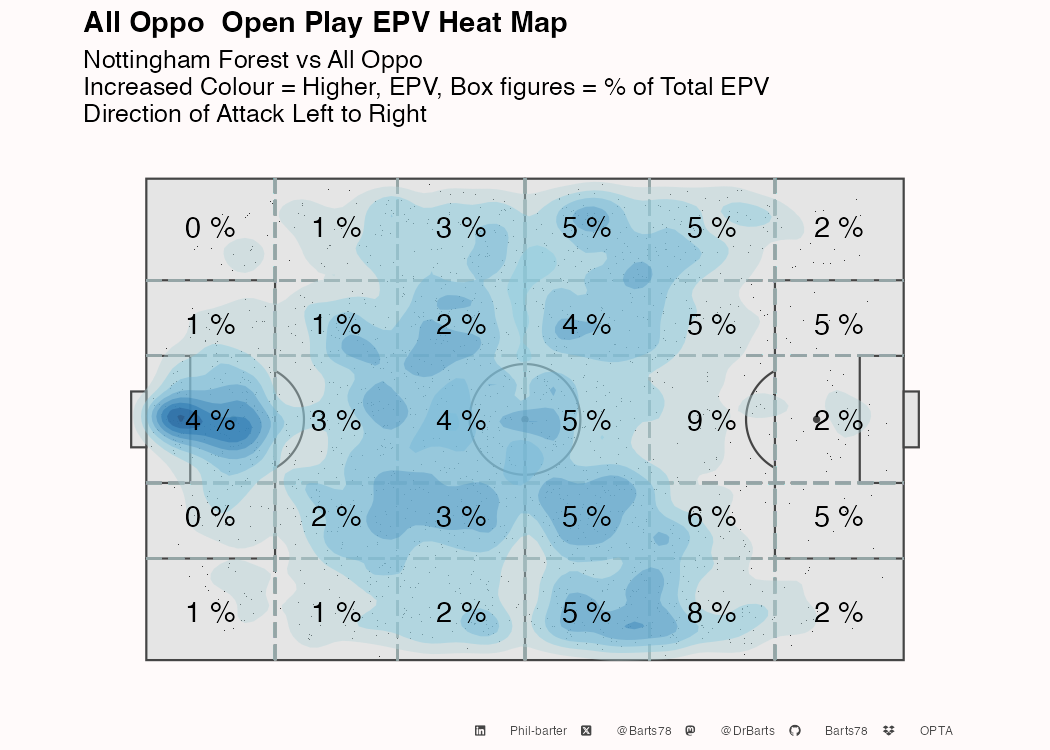 All Oppo  Open Play EPV Heat Map
Nottingham Forest vs All Oppo
Increased Colour = Higher, EPV, Box figures = % of Total EPV
Direction of Attack Left to Right
0 % 1 % 3 % 5 % 5 % 2 %
1 % 1 % 2 % 4 % 5 % 5 %
4 % 3 % 4 % 5 % 9 % 2 %
0 % 2 % 3 % 5 % 6 % 5 %
1 % 1 % 2 % 5 % 8 % 2 %
Phil-barter @Barts78 @DrBarts Barts78 OPTA